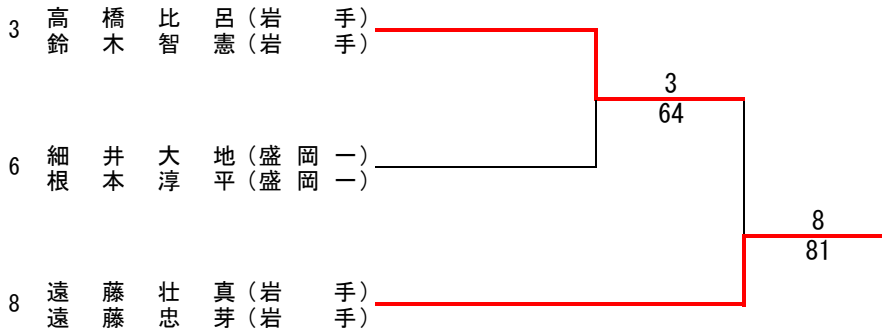 3 高橋比呂(岩手)
鈴木智憲(岩手)
3
64
6 細井大地(盛岡一)
根本淳平(盛岡一)
8
81
8 遠藤壮真(岩手)
遠藤忠芽(岩手)